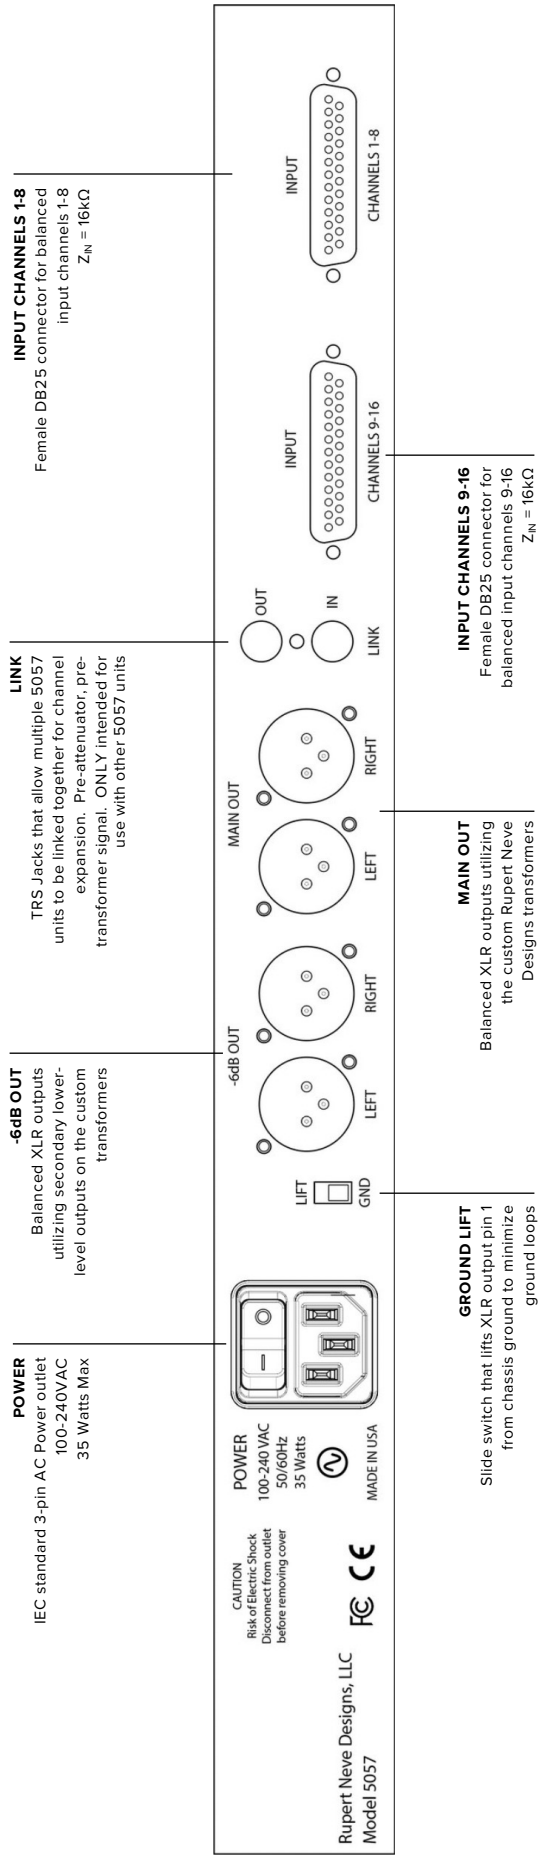 POWER
IEC standard 3-pin AC Power outlet
100-240VAC
35 Watts Max
-6dB OUT
Balanced XLR outputs
utilizing secondary lower-
level outputs on the custom
transformers
LINK
TRS Jacks that allow multiple 5057
units to be linked together for channel
expansion. Pre-attenuator, pre-
transformer signal. ONLY intended for
use with other 5057 units
INPUT CHANNELS 1-8
Female DB25 connector for balanced
input channels 1-8
Z_IN = 16kΩ
Rupert Neve Designs, LLC
Model 5057
CAUTION
Risk of Electric Shock
Disconnect from outlet
before removing cover
FC CE
POWER
100-240 VAC
50/60Hz
35 Watts
MADE IN USA
LIFT
GND
-6dB OUT
LEFT
RIGHT
MAIN OUT
LEFT
RIGHT
OUT
IN
LINK
INPUT
CHANNELS 9-16
INPUT
CHANNELS 1-8
GROUND LIFT
Slide switch that lifts XLR output pin 1
from chassis ground to minimize
ground loops
MAIN OUT
Balanced XLR outputs utilizing
the custom Rupert Neve
Designs transformers
INPUT CHANNELS 9-16
Female DB25 connector for
balanced input channels 9-16
Z_IN = 16kΩ